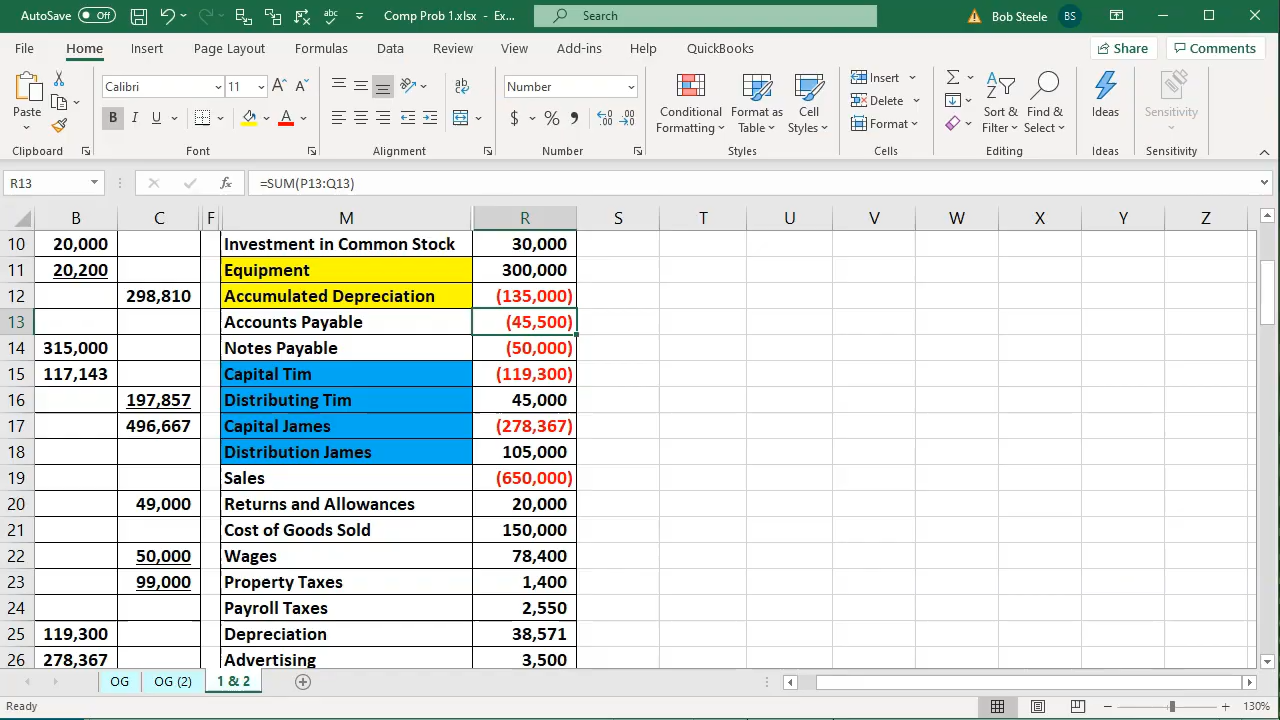 AutoSave Off Comp Prob 1.xlsx - Ex... Search Bob Steele BS
File Home Insert Page Layout Formulas Data Review View Add-ins Help QuickBooks Share Comments
Paste Calibri 11 Number Conditional Formatting Format as Table Cell Styles Insert Delete Format Sort & Filter Find & Select Ideas Sensitivity
Clipboard Font Alignment Number Styles Cells Editing Ideas Sensitivity
R13 =SUM(P13:Q13)
B C F M R S T U V W X Y Z
10 20,000 Investment in Common Stock 30,000
11 20,200 Equipment 300,000
12 298,810 Accumulated Depreciation (135,000)
13 Accounts Payable (45,500)
14 315,000 Notes Payable (50,000)
15 117,143 Capital Tim (119,300)
16 197,857 Distributing Tim 45,000
17 496,667 Capital James (278,367)
18 Distribution James 105,000
19 Sales (650,000)
20 49,000 Returns and Allowances 20,000
21 Cost of Goods Sold 150,000
22 50,000 Wages 78,400
23 99,000 Property Taxes 1,400
24 Payroll Taxes 2,550
25 119,300 Depreciation 38,571
26 278,367 Advertising 3,500
OG OG (2) 1 & 2
Ready 130%